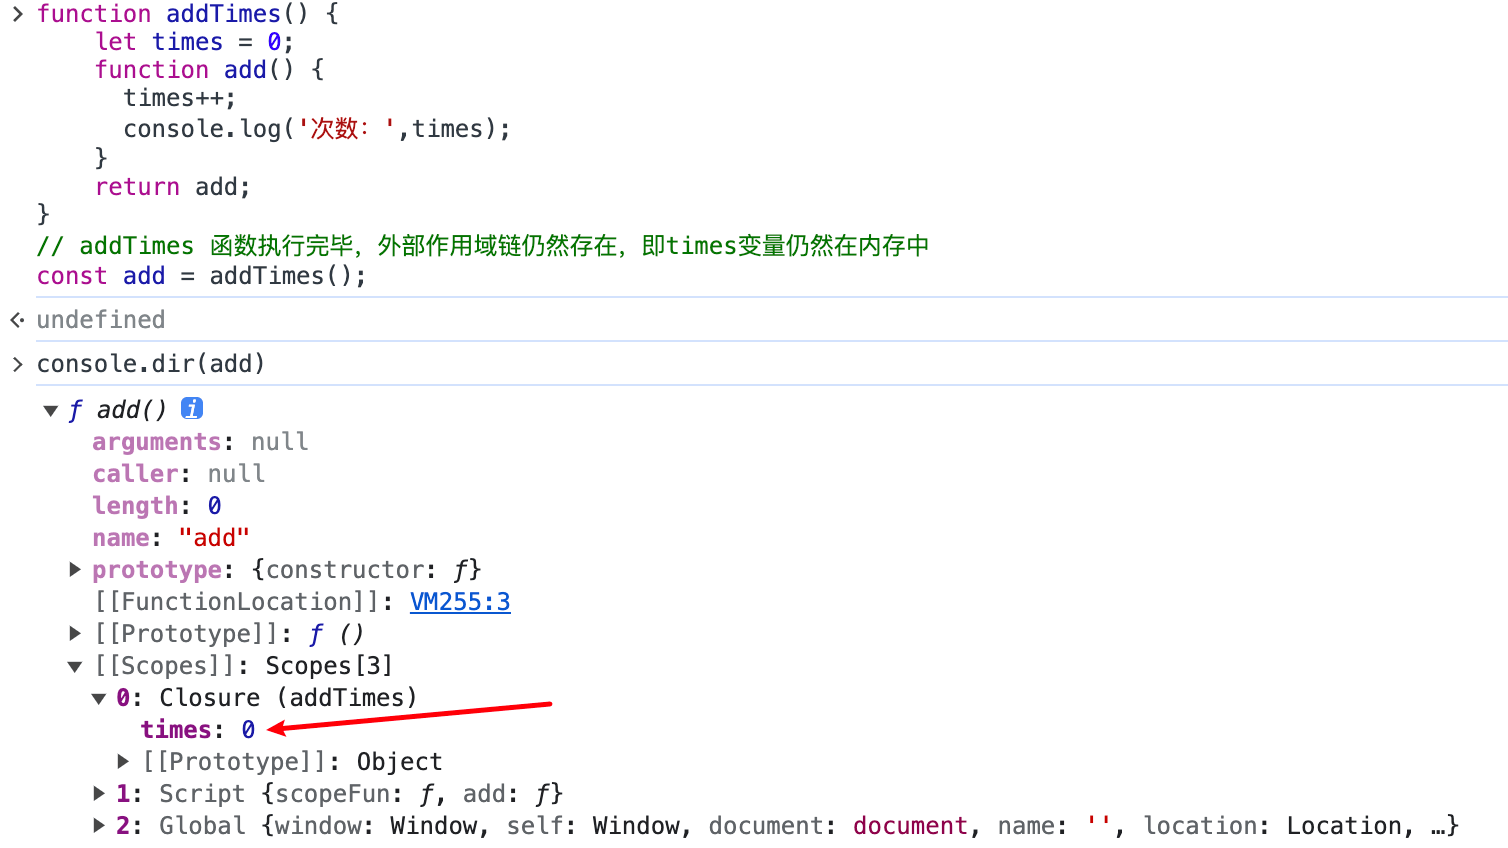 function addTimes() {
let times = 0;
function add() {
times++;
console.log('次数：',times);
}
return add;
}
// addTimes 函数执行完毕，外部作用域链仍然存在，即times变量仍然在内存中
const add = addTimes();
undefined
console.dir(add)
ƒ add() i
arguments: null
caller: null
length: 0
name: "add"
prototype: {constructor: ƒ}
[[FunctionLocation]]: VM255:3
[[Prototype]]: ƒ ()
[[Scopes]]: Scopes[3]
0: Closure (addTimes)
times: 0
[[Prototype]]: Object
1: Script {scopeFun: ƒ, add: ƒ}
2: Global {window: Window, self: Window, document: document, name: '', location: Location, …}